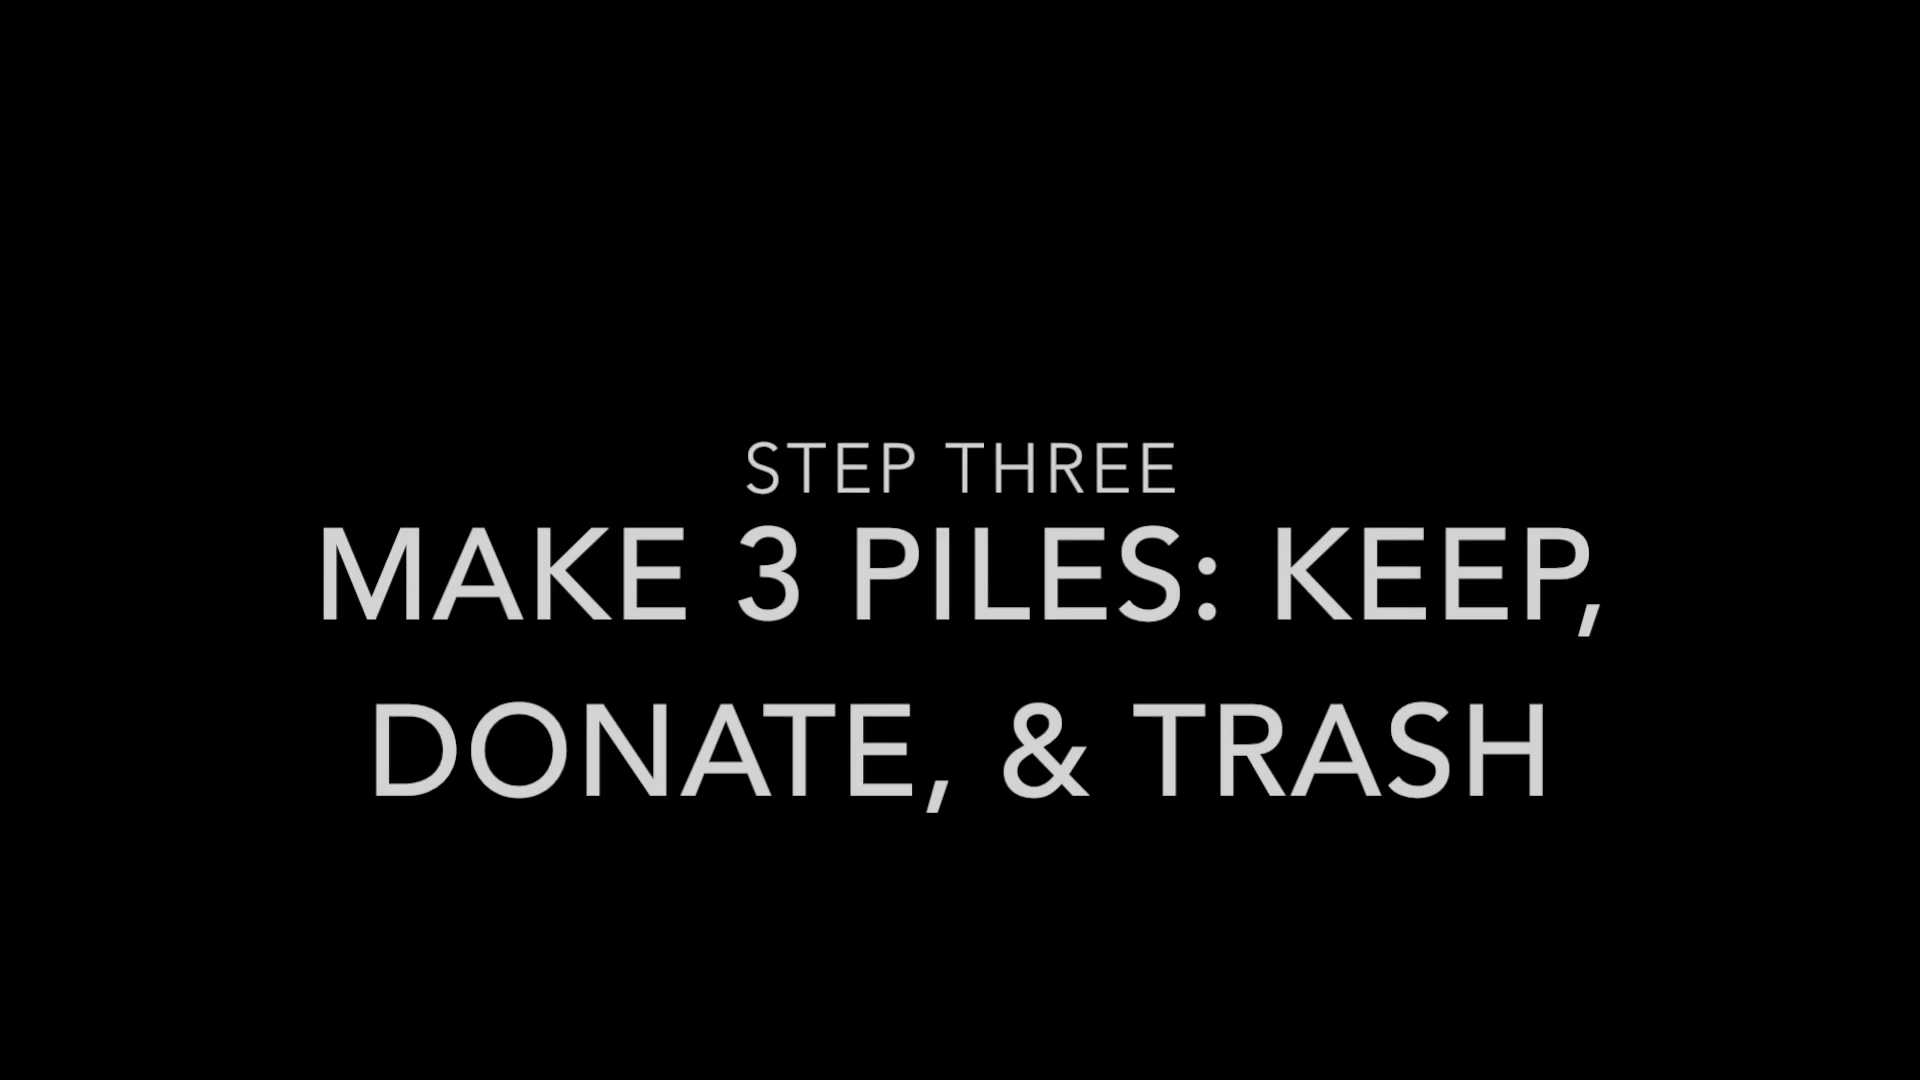 STEP THREE
MAKE 3 PILES: KEEP,
DONATE, & TRASH